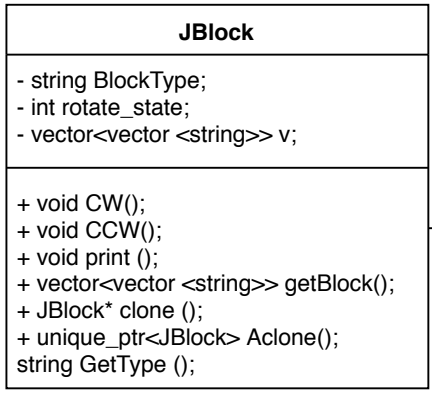 JBlock
- string BlockType;
- int rotate_state;
- vector<vector <string>> v;
+ void CW();
+ void CCW();
+ void print ();
+ vector<vector <string>> getBlock();
+ JBlock* clone ();
+ unique_ptr<JBlock> Aclone();
string GetType ();